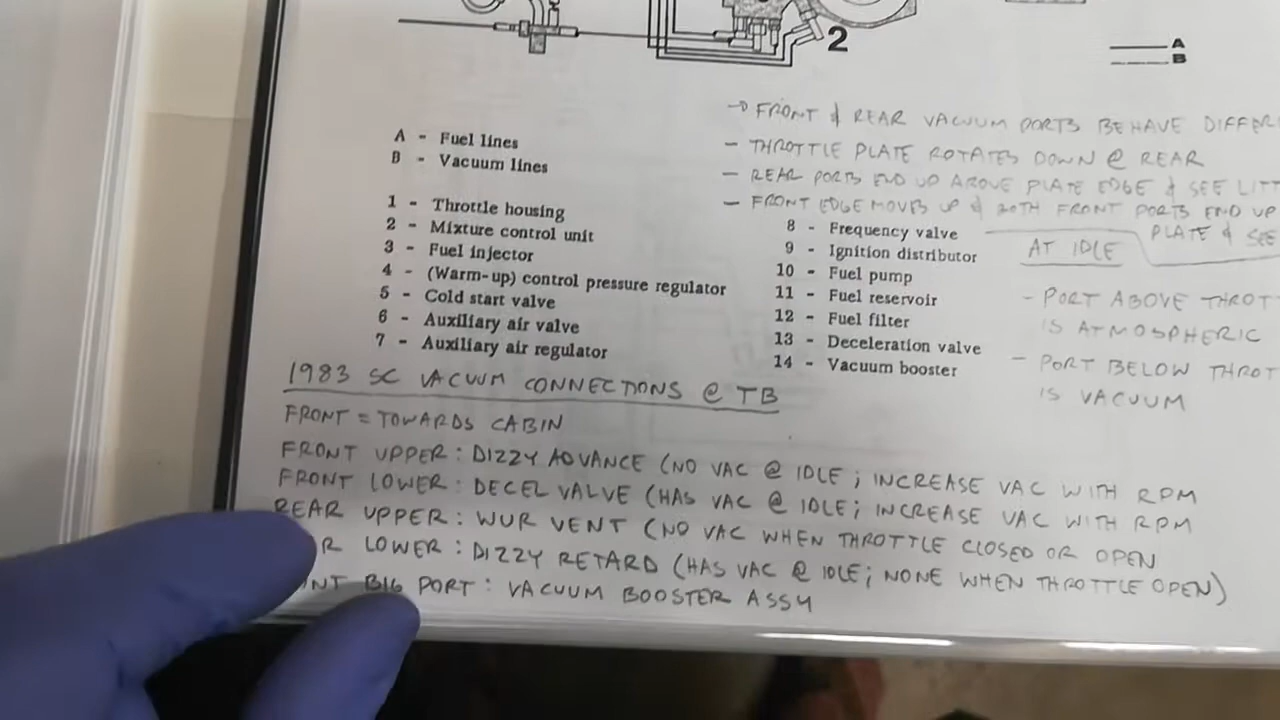 2
A
B
A - Fuel lines
B - Vacuum lines
1 - Throttle housing
2 - Mixture control unit
3 - Fuel injector
4 - (Warm-up) control pressure regulator
5 - Cold start valve
6 - Auxiliary air valve
7 - Auxiliary air regulator
8 - Frequency valve
9 - Ignition distributor
10 - Fuel pump
11 - Fuel reservoir
12 - Fuel filter
13 - Deceleration valve
14 - Vacuum booster
→ FRONT & REAR VACUUM PORTS BEHAVE
- THROTTLE PLATE ROTATES DOWN @ REAR
- REAR PORTS END UP ABOVE PLATE EDGE & SEE
- FRONT EDGE MOVES UP & BOTH FRONT PORTS END UP
PLATE & SEE
AT IDLE
- PORT ABOVE
IS ATMOSPHERIC
- PORT BELOW
IS VACUUM
1983 SC VACUUM CONNECTIONS @ TB
FRONT = TOWARDS CABIN
FRONT UPPER: DIZZY ADVANCE (NO VAC @ IDLE; INCREASE VAC WITH RPM
FRONT LOWER: DECEL VALVE (HAS VAC @ IDLE; INCREASE VAC WITH RPM
REAR UPPER: WUR VENT (NO VAC WHEN THROTTLE CLOSED OR OPEN
LOWER: DIZZY RETARD (HAS VAC @ IDLE; NONE WHEN THROTTLE OPEN)
BIG PORT: VACUUM BOOSTER ASSY